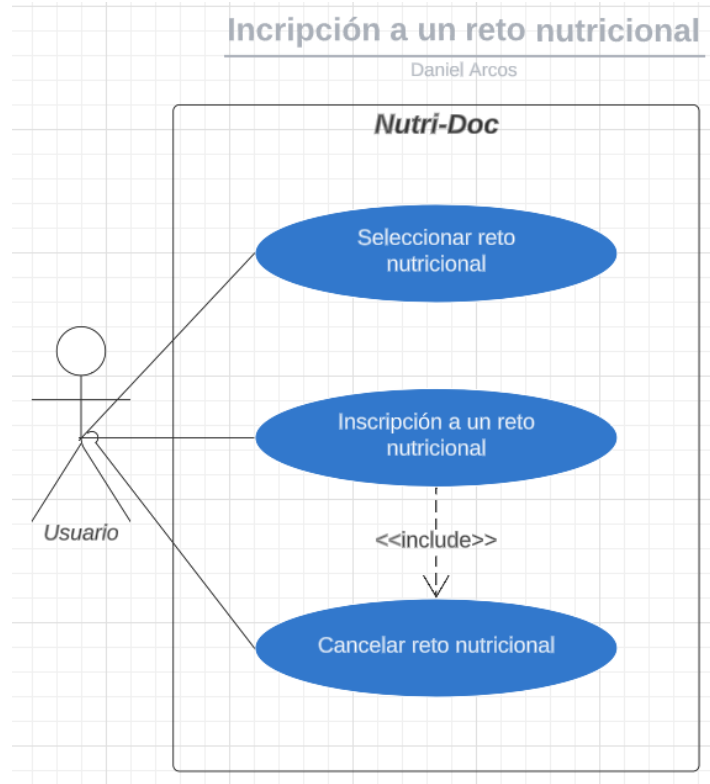 Incripción a un reto nutricional
Daniel Arcos
Nutri-Doc
Seleccionar reto
nutricional
Inscripción a un reto
nutricional
Usuario
<<include>>
Cancelar reto nutricional